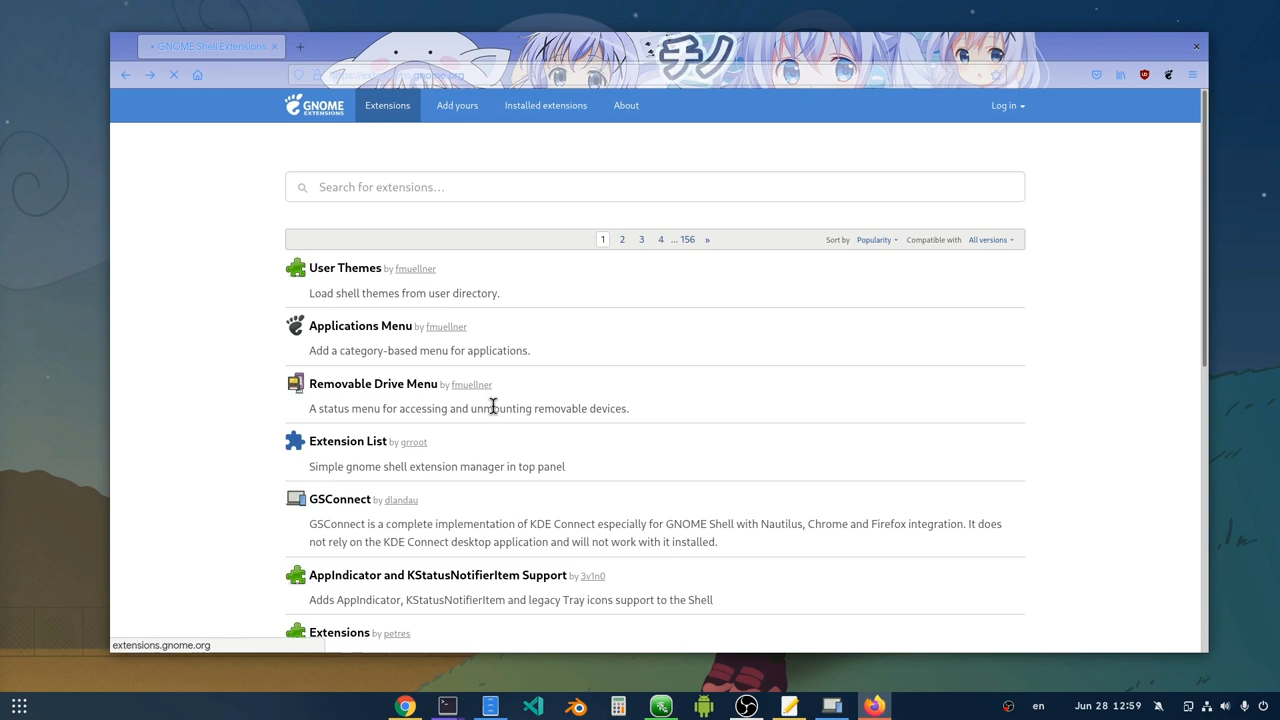 GNOME Shell Extensions
チノ
https://extensions.gnome.org
GNOME
EXTENSIONS
Extensions
Add yours
Installed extensions
About
Log in
Search for extensions...
1 2 3 4 ... 156 »
Sort by Popularity Compatible with All versions
User Themes by fmuellner
Load shell themes from user directory.
Applications Menu by fmuellner
Add a category-based menu for applications.
Removable Drive Menu by fmuellner
A status menu for accessing and unmounting removable devices.
Extension List by grroot
Simple gnome shell extension manager in top panel
GSConnect by dlandau
GSConnect is a complete implementation of KDE Connect especially for GNOME Shell with Nautilus, Chrome and Firefox integration. It does
not rely on the KDE Connect desktop application and will not work with it installed.
AppIndicator and KStatusNotifierItem Support by 3v1n0
Adds AppIndicator, KStatusNotifierItem and legacy Tray icons support to the Shell
Extensions by petres
extensions.gnome.org
en
Jun 28 12:59